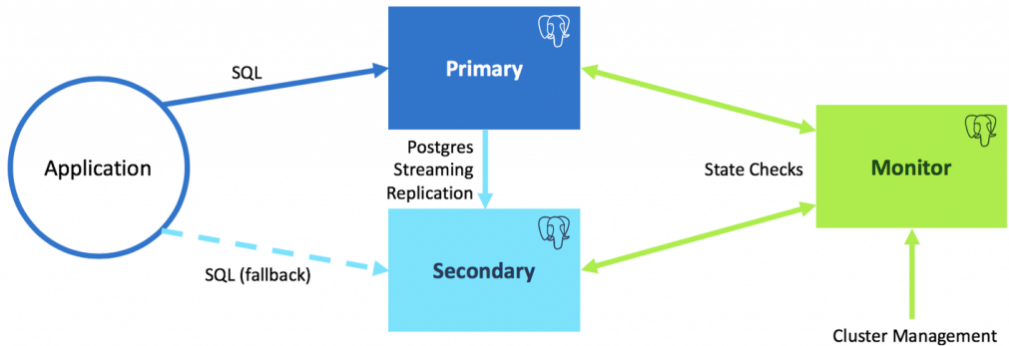 SQL
Primary
Application
Postgres
Streaming
Replication
State Checks
Monitor
SQL (fallback)
Secondary
Cluster Management